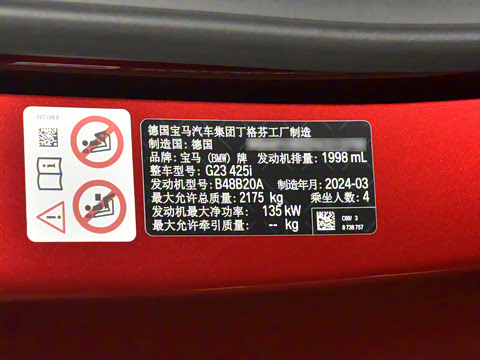 德国宝马汽车集团丁格芬工厂制造
制造国: 德国
品牌: 宝马 (BMW) 牌 发动机排量: 1998 mL
整车型号: G23 425i
发动机型号: B48B20A 制造年月: 2024-03
最大允许总质量: 2175 kg 乘坐人数: 4
发动机最大净功率: 135 kW
最大允许牵引质量: -- kg
8 738 757